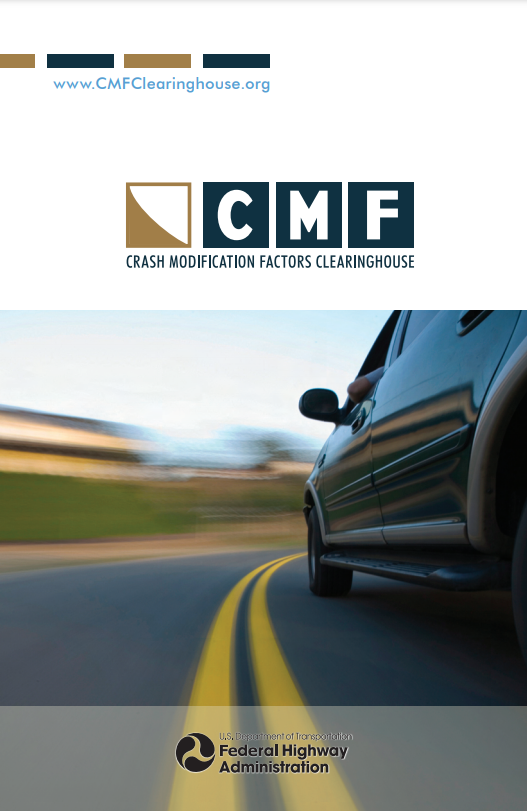 www.CMFClearinghouse.org
CMF
CRASH MODIFICATION FACTORS CLEARINGHOUSE
U.S. Department of Transportation
Federal Highway
Administration